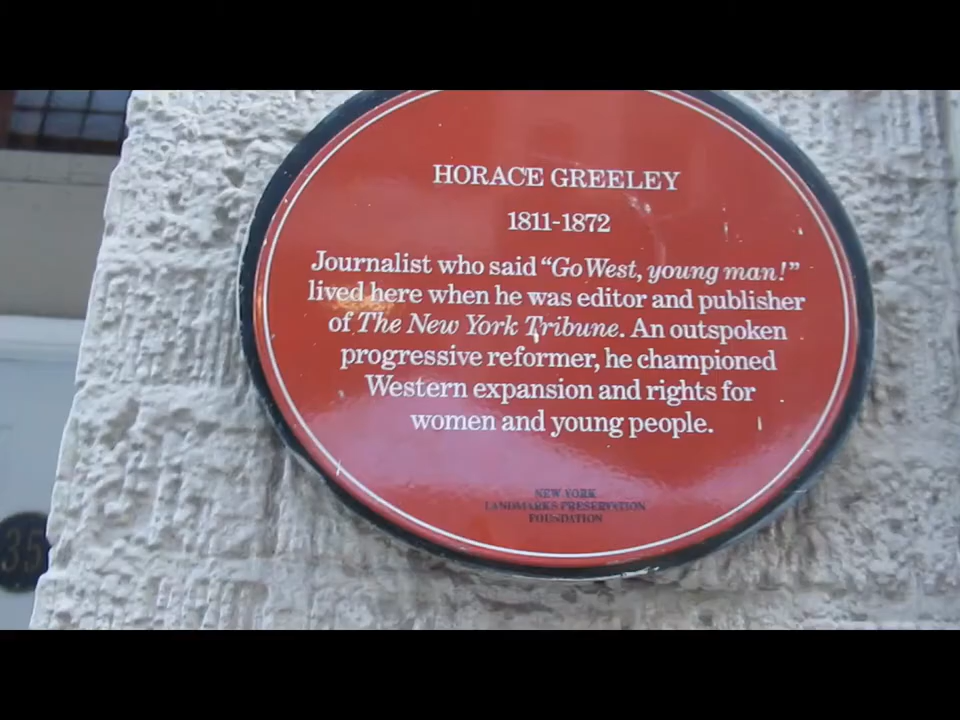 HORACE GREELEY
1811-1872
Journalist who said "Go West, young man!"
lived here when he was editor and publisher
of The New York Tribune. An outspoken
progressive reformer, he championed
Western expansion and rights for
women and young people.
NEW YORK
LANDMARKS PRESERVATION
FOUNDATION
35